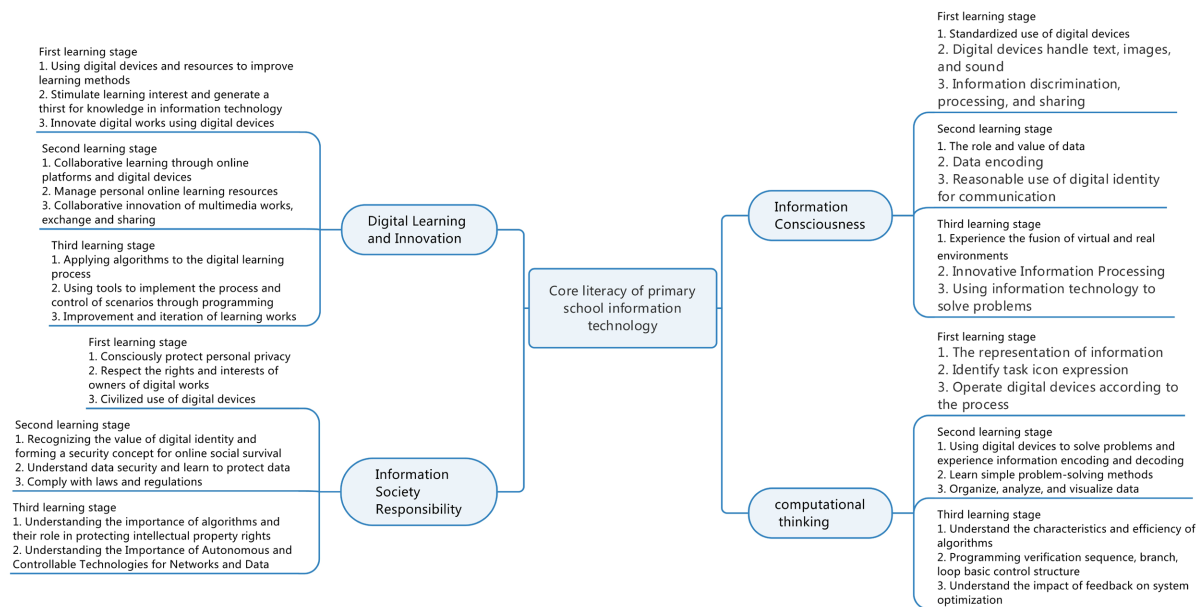 Core literacy of primary
school information
technology
Digital Learning
and Innovation
First learning stage
1. Using digital devices and resources to improve
learning methods
2. Stimulate learning interest and generate a
thirst for knowledge in information technology
3. Innovate digital works using digital devices
Second learning stage
1. Collaborative learning through online
platforms and digital devices
2. Manage personal online learning resources
3. Collaborative innovation of multimedia works,
exchange and sharing
Third learning stage
1. Applying algorithms to the digital learning
process
2. Using tools to implement the process and
control of scenarios through programming
3. Improvement and iteration of learning works
Information
Society
Responsibility
First learning stage
1. Consciously protect personal privacy
2. Respect the rights and interests of
owners of digital works
3. Civilized use of digital devices
Second learning stage
1. Recognizing the value of digital identity and
forming a security concept for online social survival
2. Understand data security and learn to protect data
3. Comply with laws and regulations
Third learning stage
1. Understanding the importance of algorithms and
their role in protecting intellectual property rights
2. Understanding the Importance of Autonomous and
Controllable Technologies for Networks and Data
Information
Consciousness
First learning stage
1. Standardized use of digital devices
2. Digital devices handle text, images,
and sound
3. Information discrimination,
processing, and sharing
Second learning stage
1. The role and value of data
2. Data encoding
3. Reasonable use of digital identity
for communication
Third learning stage
1. Experience the fusion of virtual and real
environments
2. Innovative Information Processing
3. Using information technology to
solve problems
computational
thinking
First learning stage
1. The representation of information
2. Identify task icon expression
3. Operate digital devices according to
the process
Second learning stage
1. Using digital devices to solve problems and
experience information encoding and decoding
2. Learn simple problem-solving methods
3. Organize, analyze, and visualize data
Third learning stage
1. Understand the characteristics and efficiency of
algorithms
2. Programming verification sequence, branch,
loop basic control structure
3. Understand the impact of feedback on system
optimization